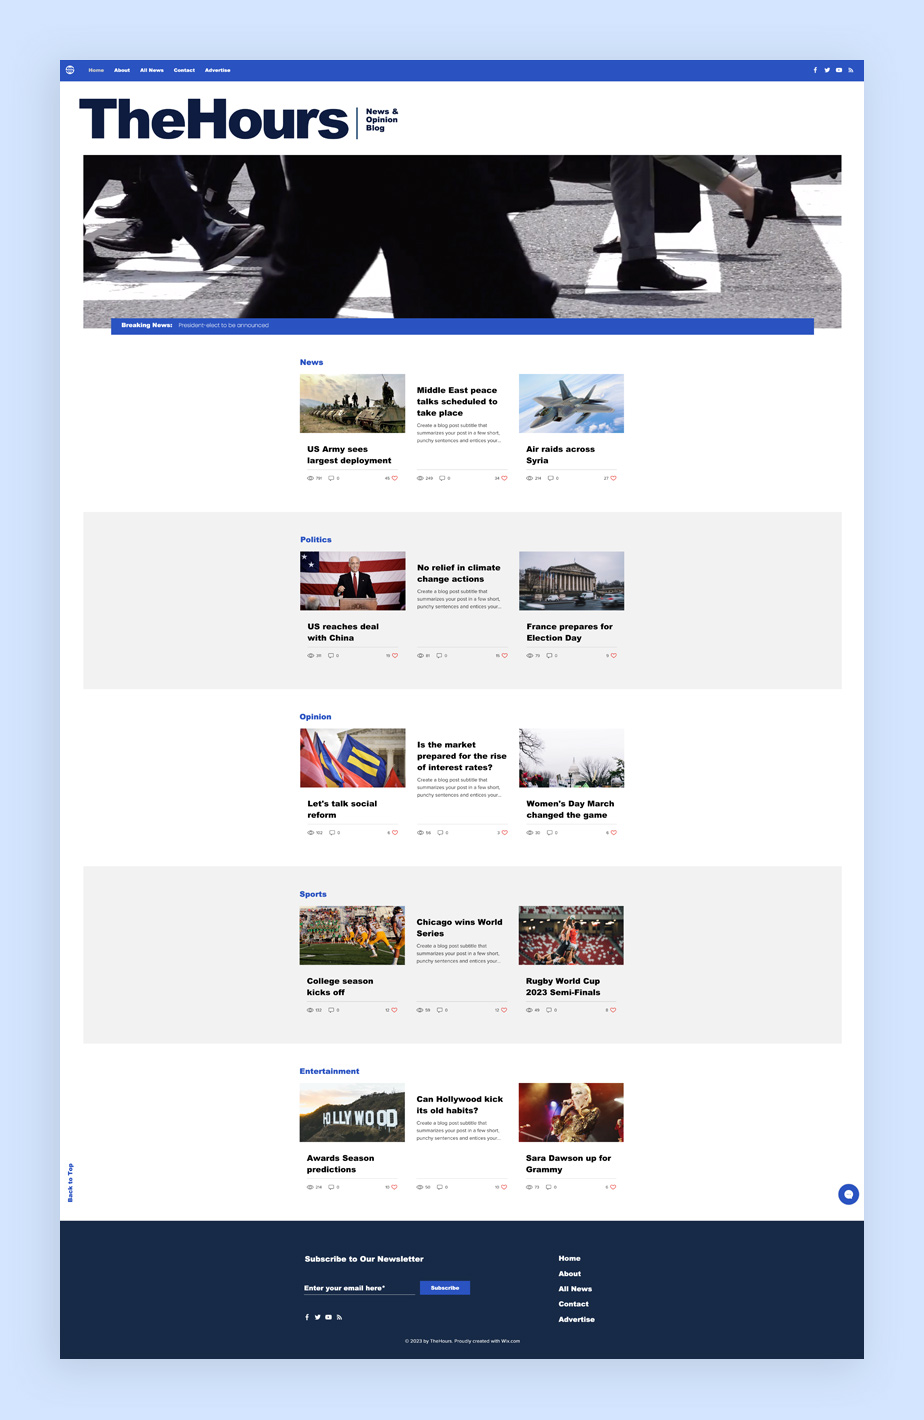 Home About All News Contact Advertise
TheHours
News &
Opinion
Blog
Breaking News: President-elect to be announced
News
US Army sees
largest deployment
791 0 45
Middle East peace
talks scheduled to
take place
Create a blog post subtitle that
summarizes your post in a few short,
punchy sentences and entices your...
249 0 34
Air raids across
Syria
214 0 27
Politics
US reaches deal
with China
0
No relief in climate
change actions
Create a blog post subtitle that
summarizes your post in a few short,
punchy sentences and entices your...
81 0
France prepares for
Election Day
0 9
Opinion
Let's talk social
reform
102 0 6
Is the market
prepared for the rise
of interest rates?
Create a blog post subtitle that
summarizes your post in a few short,
punchy sentences and entices your...
56 0
Women's Day March
changed the game
30 0 6
Sports
College season
kicks off
0 12
Chicago wins World
Series
Create a blog post subtitle that
summarizes your post in a few short,
punchy sentences and entices your...
59 0 12
Rugby World Cup
2023 Semi-Finals
49 0 8
Entertainment
HOLLYWOOD
Awards Season
predictions
214 0 10
Can Hollywood kick
its old habits?
Create a blog post subtitle that
summarizes your post in a few short,
punchy sentences and entices your...
50 0 10
Sara Dawson up for
Grammy
73 0
Back to Top
Subscribe to Our Newsletter
Enter your email here*
Subscribe
Home
About
All News
Contact
Advertise
© 2023 by TheHours. Proudly created with Wix.com